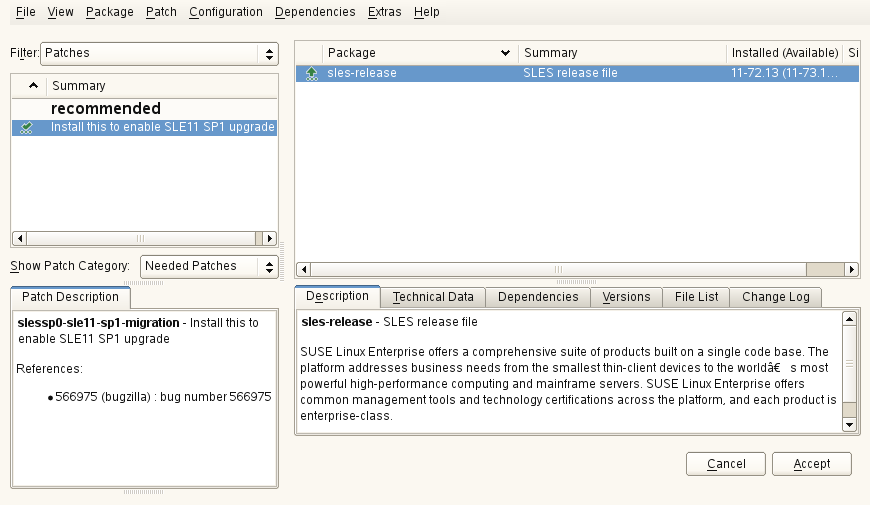 File View Package Patch Configuration Dependencies Extras Help
Filter: Patches
Summary
recommended
Install this to enable SLE11 SP1 upgrade
Show Patch Category: Needed Patches
Patch Description
slessp0-sle11-sp1-migration - Install this to
enable SLE11 SP1 upgrade
References:
566975 (bugzilla) : bug number 566975
Package Summary Installed (Available) Si
sles-release SLES release file 11-72.13 (11-73.1...
Description Technical Data Dependencies Versions File List Change Log
sles-release - SLES release file
SUSE Linux Enterprise offers a comprehensive suite of products built on a single code base. The
platform addresses business needs from the smallest thin-client devices to the worldâ€ s most
powerful high-performance computing and mainframe servers. SUSE Linux Enterprise offers
common management tools and technology certifications across the platform, and each product is
enterprise-class.
Cancel Accept